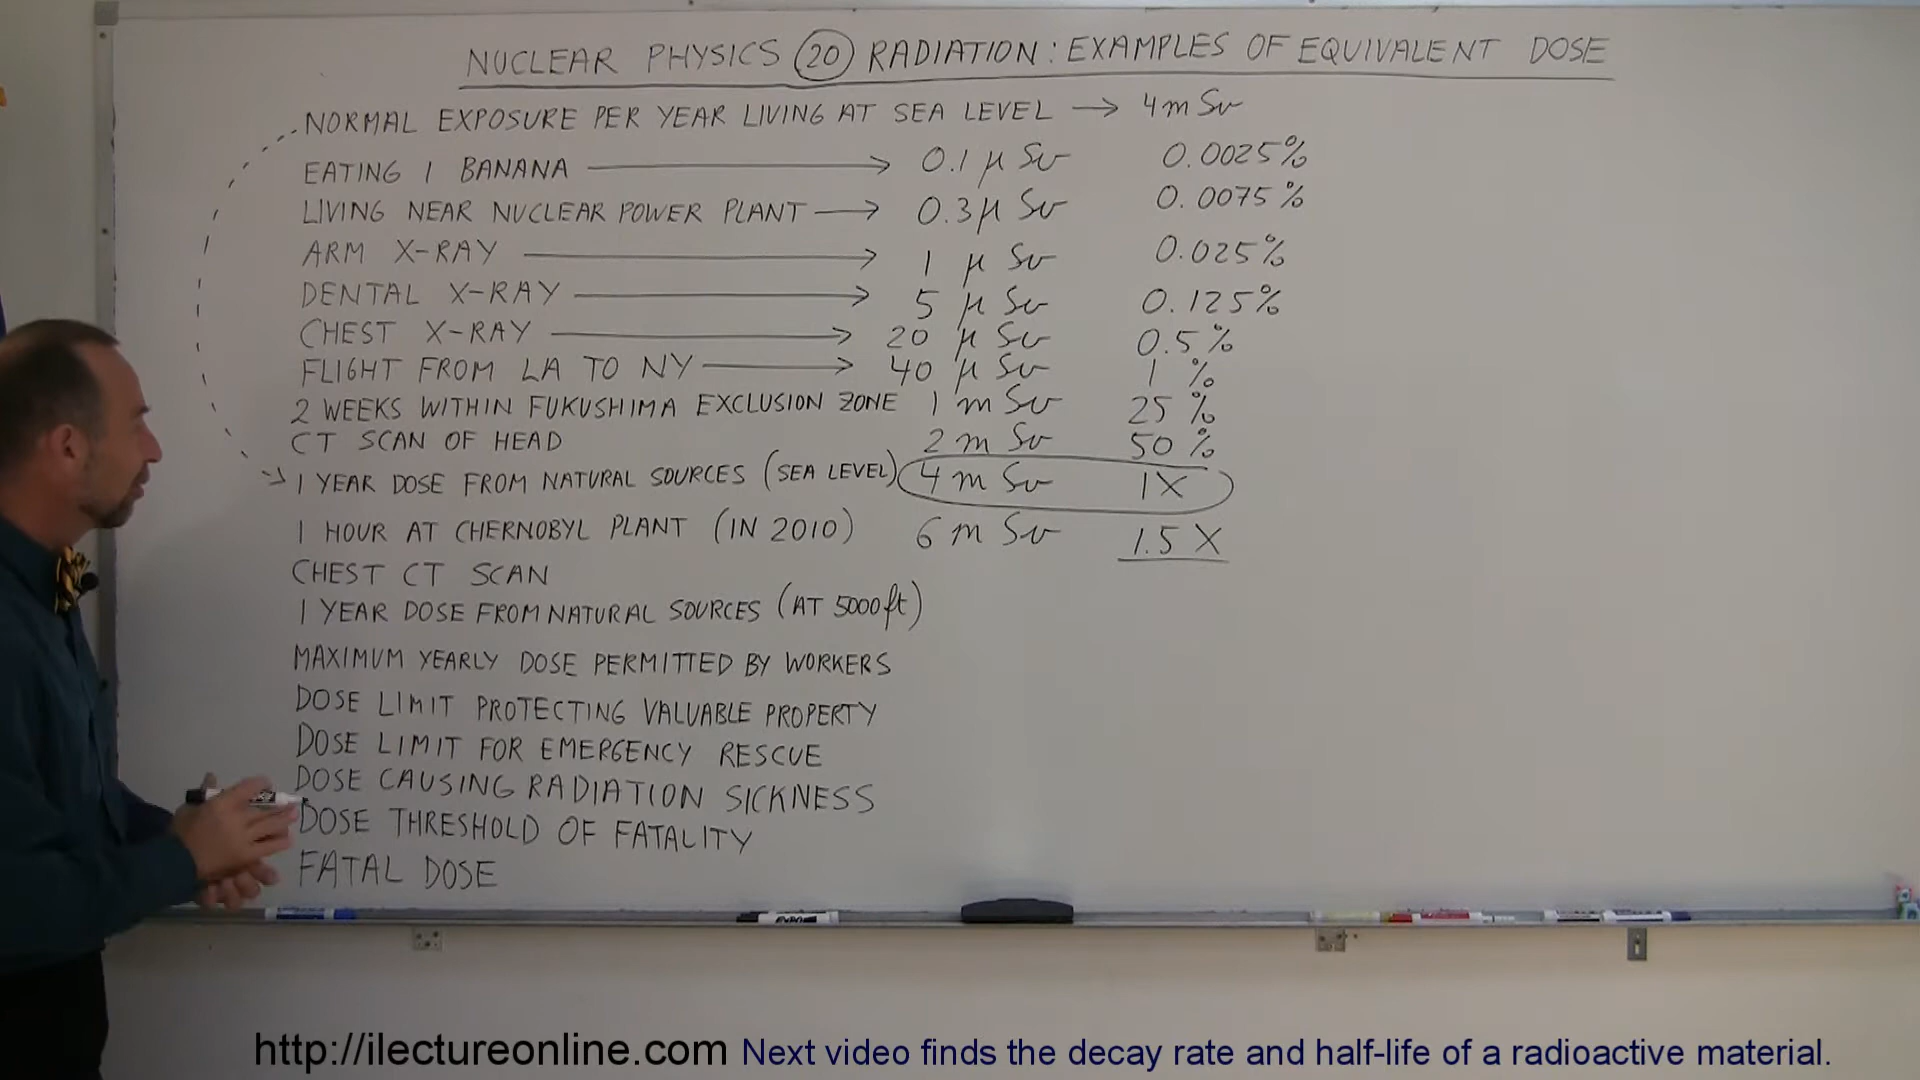 NUCLEAR PHYSICS 20 RADIATION: EXAMPLES OF EQUIVALENT DOSE
NORMAL EXPOSURE PER YEAR LIVING AT SEA LEVEL → 4 m Sv
EATING 1 BANANA → 0.1 μ Sv 0.0025%
LIVING NEAR NUCLEAR POWER PLANT → 0.3 μ Sv 0.0075%
ARM X-RAY → 1 μ Sv 0.025%
DENTAL X-RAY → 5 μ Sv 0.125%
CHEST X-RAY → 20 μ Sv 0.5%
FLIGHT FROM LA TO NY → 40 μ Sv 1 %
2 WEEKS WITHIN FUKUSHIMA EXCLUSION ZONE 1 m Sv 25 %
CT SCAN OF HEAD 2 m Sv 50 %
1 YEAR DOSE FROM NATURAL SOURCES (SEA LEVEL) 4 m Sv 1X
1 HOUR AT CHERNOBYL PLANT (IN 2010) 6 m Sv 1.5 X
CHEST CT SCAN
1 YEAR DOSE FROM NATURAL SOURCES (AT 5000 ft)
MAXIMUM YEARLY DOSE PERMITTED BY WORKERS
DOSE LIMIT PROTECTING VALUABLE PROPERTY
DOSE LIMIT FOR EMERGENCY RESCUE
DOSE CAUSING RADIATION SICKNESS
DOSE THRESHOLD OF FATALITY
FATAL DOSE
EXPO
http://ilectureonline.com Next video finds the decay rate and half-life of a radioactive material.